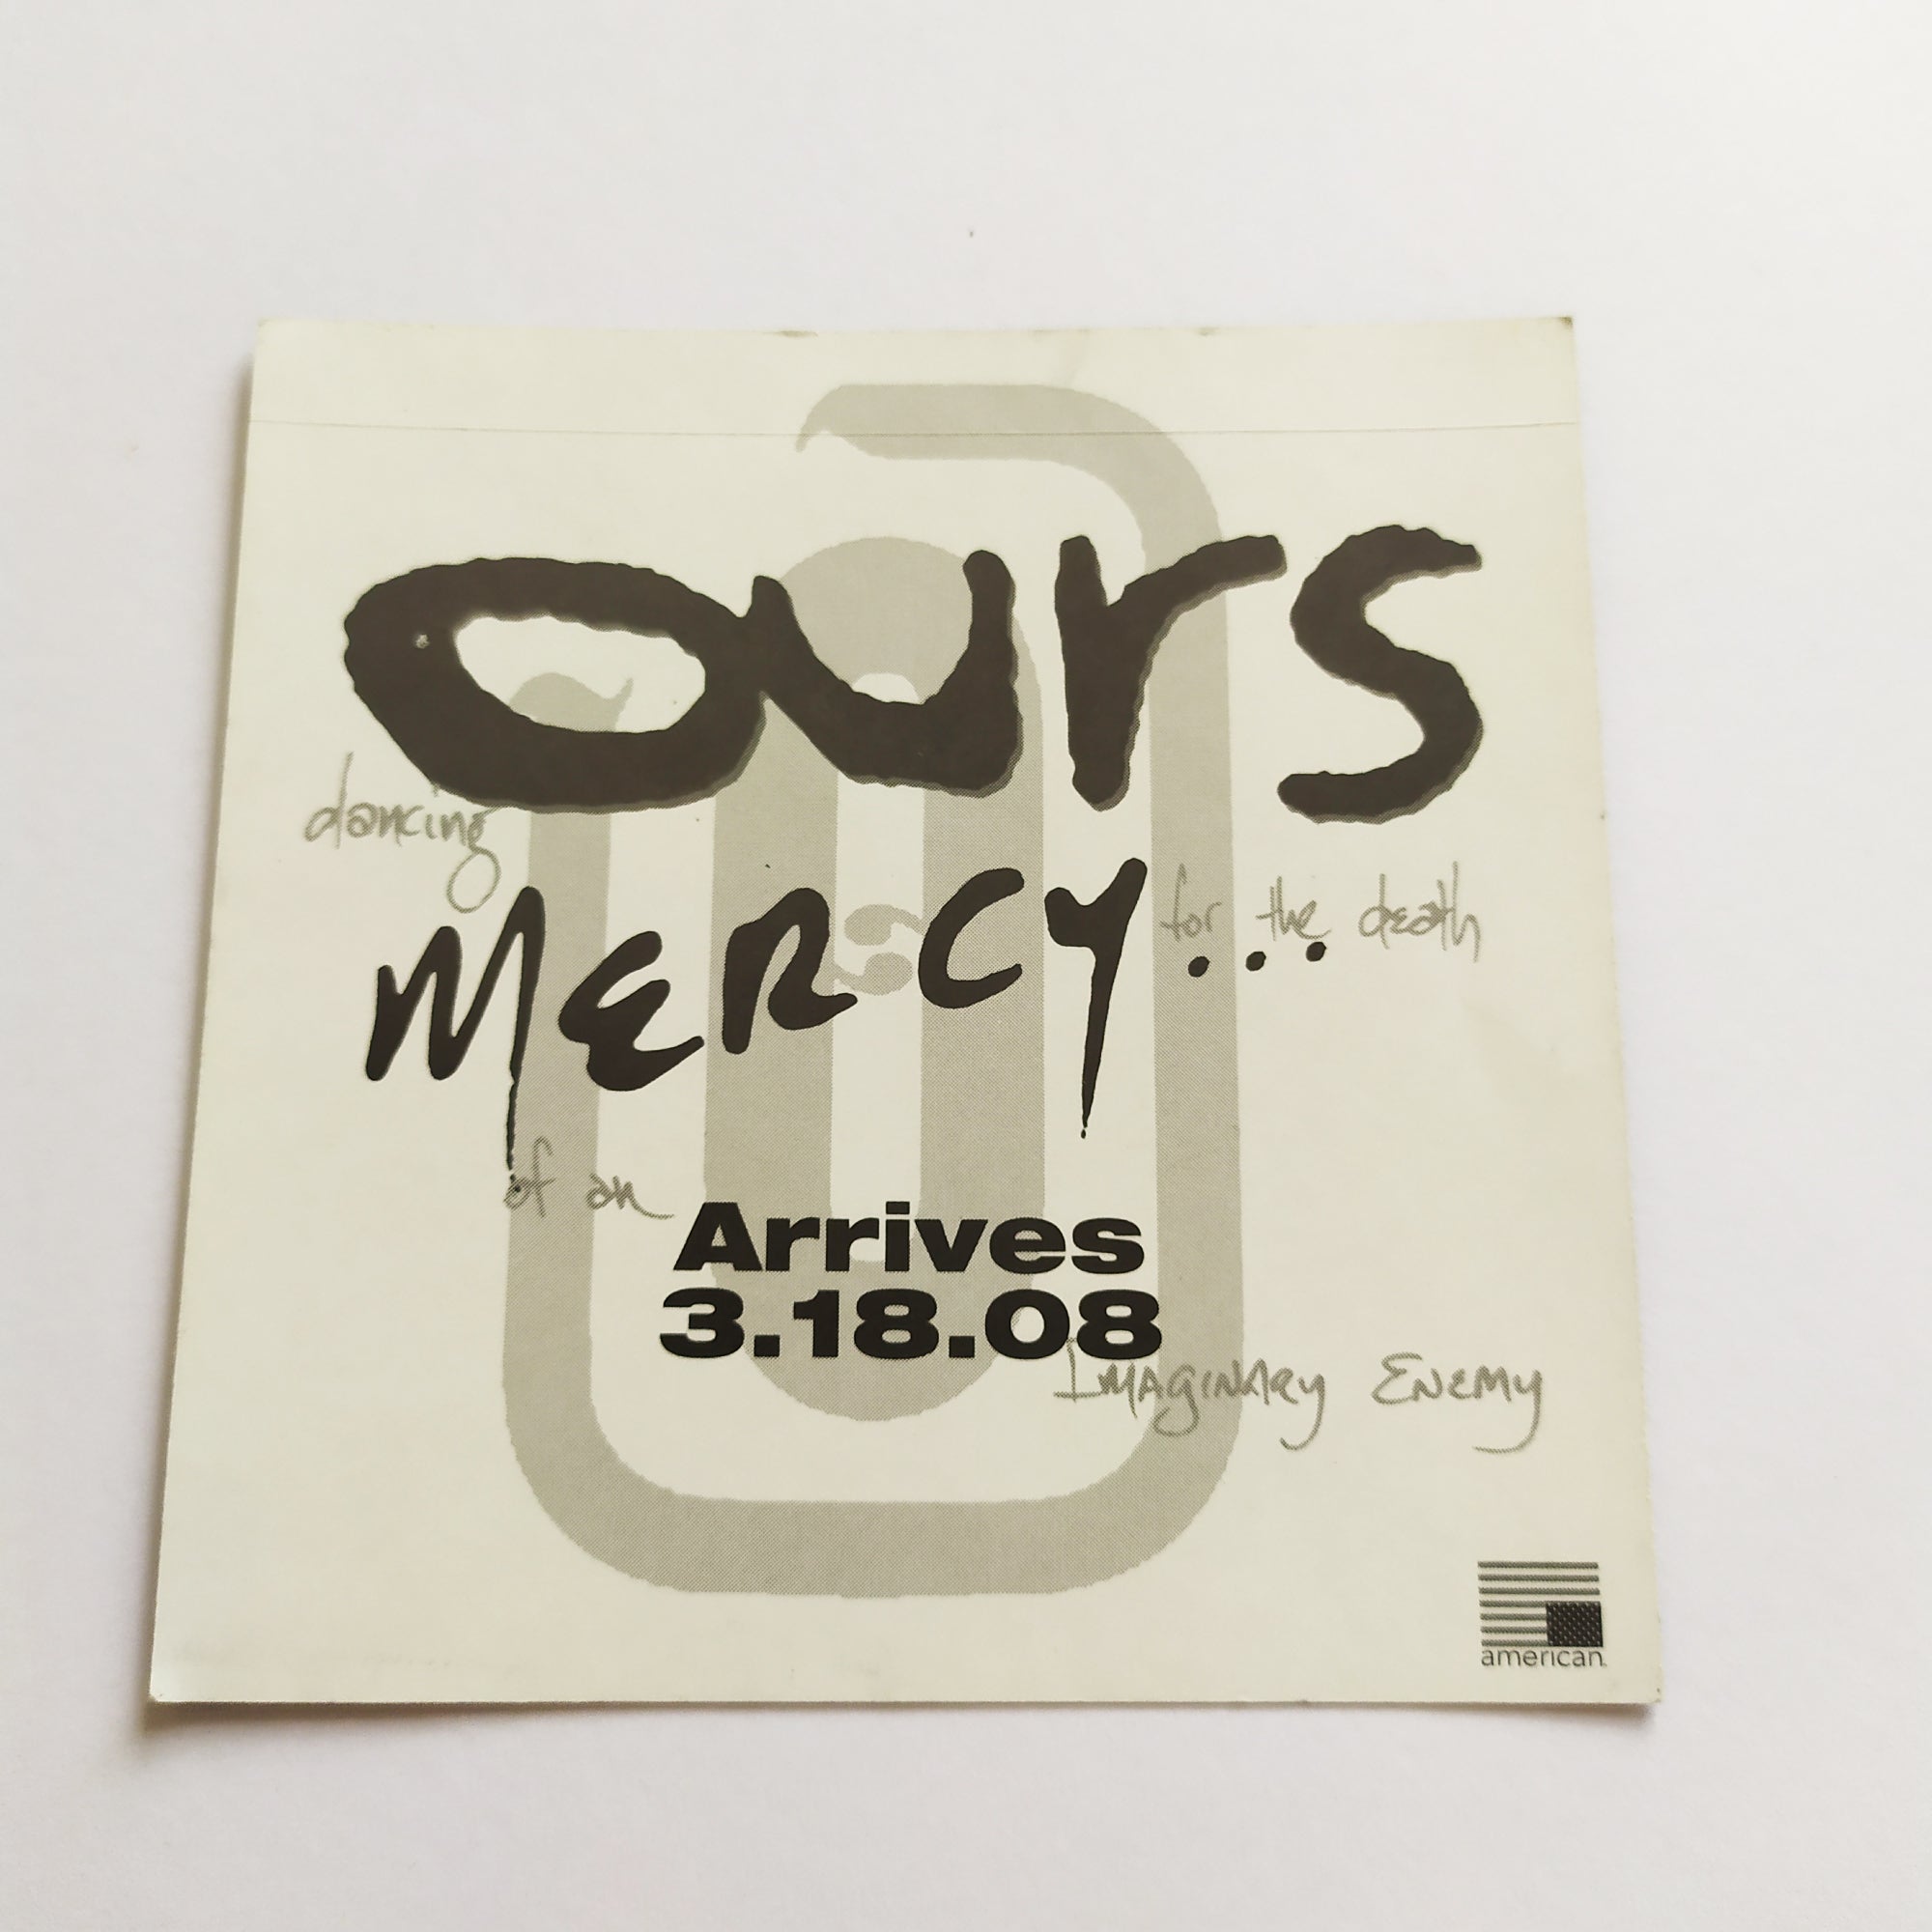 ours
dancing
MERCY... for the death
of an
Arrives
3.18.08
Imaginary Enemy
american